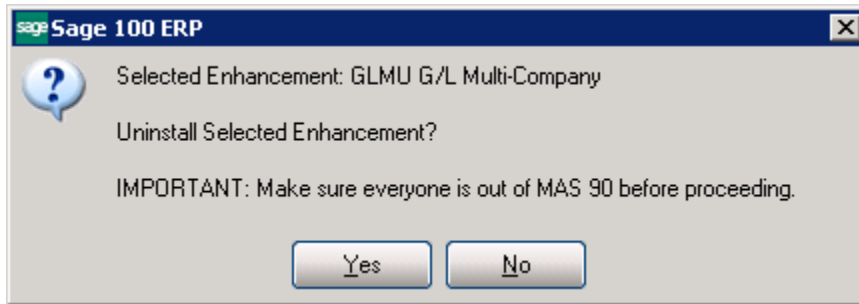 sage Sage 100 ERP
Selected Enhancement: GLMU G/L Multi-Company
Uninstall Selected Enhancement?
IMPORTANT: Make sure everyone is out of MAS 90 before proceeding.
Yes No